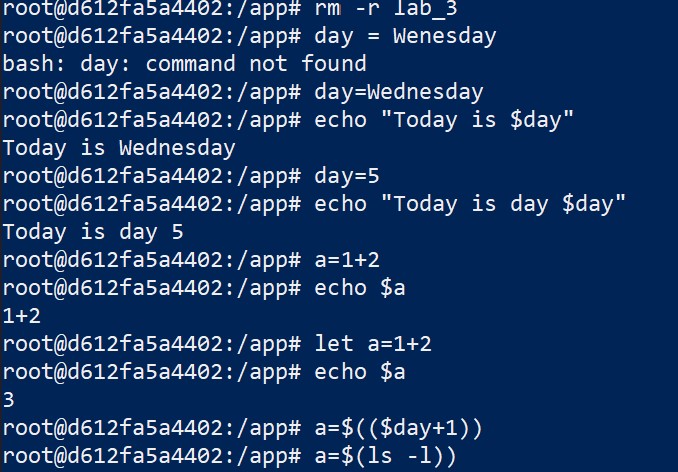 root@d612fa5a4402:/app# rm -r lab_3
root@d612fa5a4402:/app# day = Wenesday
bash: day: command not found
root@d612fa5a4402:/app# day=Wednesday
root@d612fa5a4402:/app# echo "Today is $day"
Today is Wednesday
root@d612fa5a4402:/app# day=5
root@d612fa5a4402:/app# echo "Today is day $day"
Today is day 5
root@d612fa5a4402:/app# a=1+2
root@d612fa5a4402:/app# echo $a
1+2
root@d612fa5a4402:/app# let a=1+2
root@d612fa5a4402:/app# echo $a
3
root@d612fa5a4402:/app# a=$(($day+1))
root@d612fa5a4402:/app# a=$(ls -l))